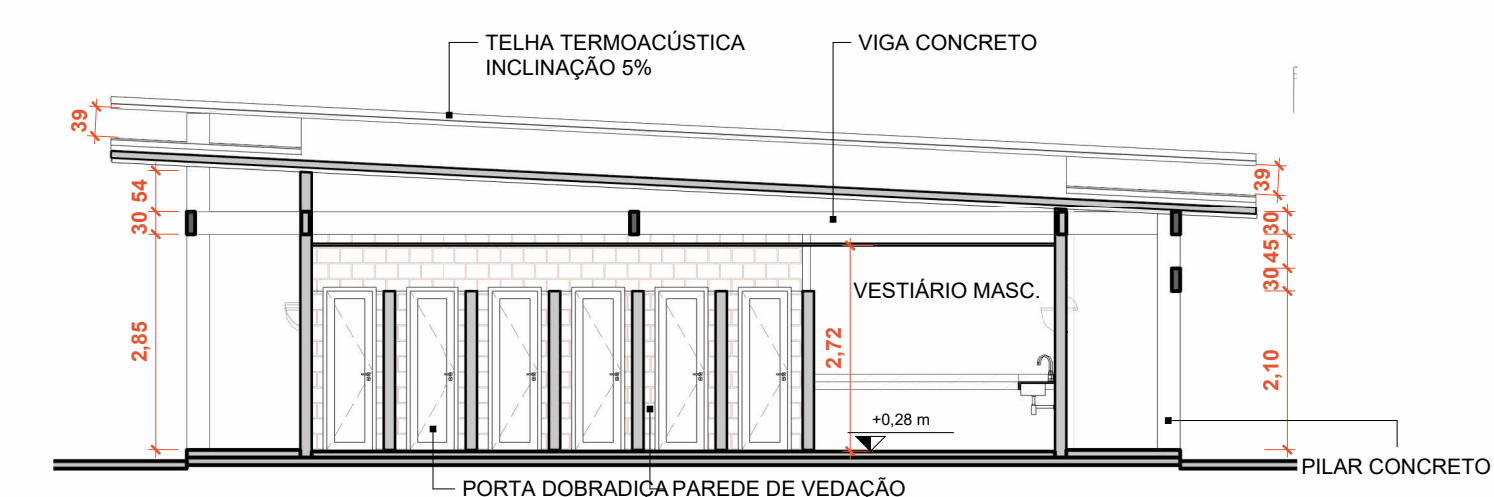 TELHA TERMOACÚSTICA
INCLINAÇÃO 5%
VIGA CONCRETO
39
39
54
30
30
45
30
VESTIÁRIO MASC.
2,85
2,72
2,10
+0,28 m
PILAR CONCRETO
PORTA DOBRADIÇA
PAREDE DE VEDAÇÃO